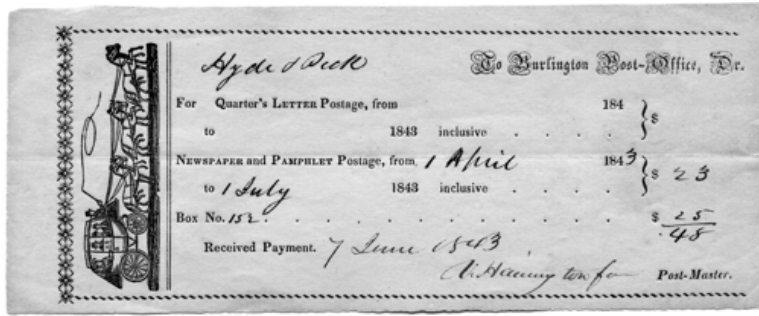 Hyde & Peck To Burlington Post-Office, Dr.
For Quarter's LETTER Postage, from 184
to 1843 inclusive . . . . $
NEWSPAPER and PAMPHLET Postage, from 1 April 1843
to 1 July 1843 inclusive . . . . $ 23
Box No. 152. . . . . . . . . . . . . $ 25
.48
Received Payment. 7 June 1843
Post-Master.